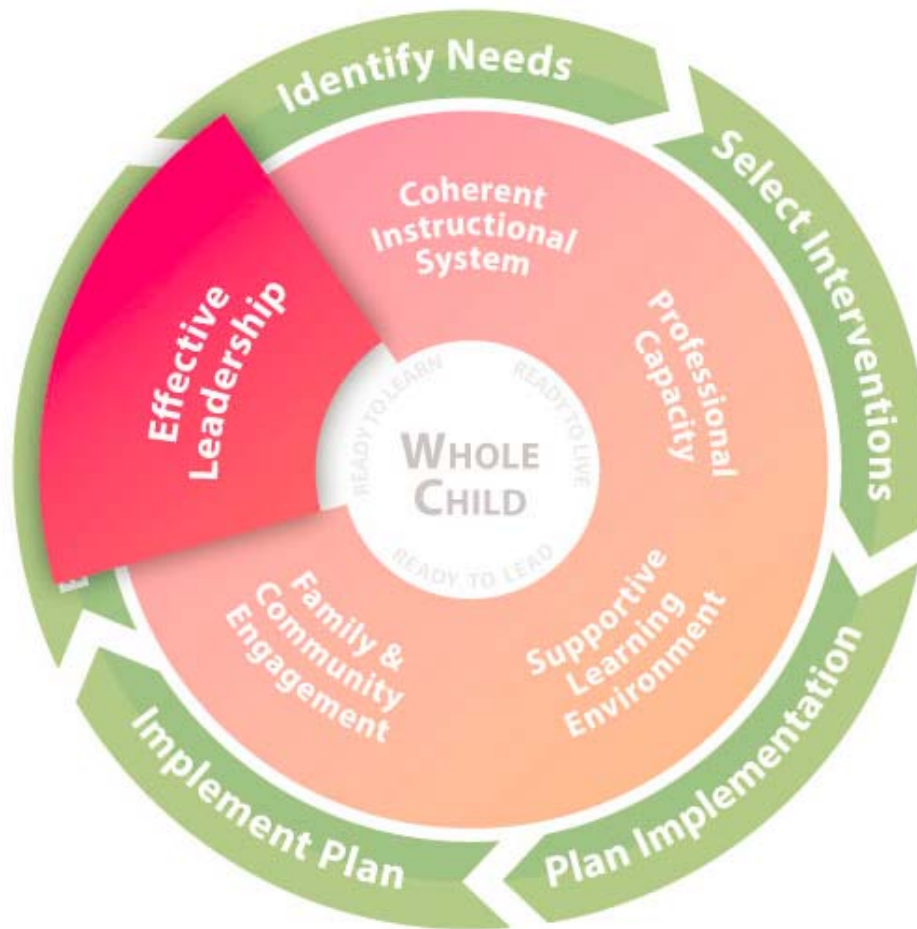 Identify Needs
Select Interventions
Plan Implementation
Implement Plan
Coherent
Instructional
System
Professional
Capacity
Supportive
Learning
Environment
Family &
Community
Engagement
Effective
Leadership
READY TO LEARN
READY TO LIVE
READY TO LEAD
WHOLE
CHILD